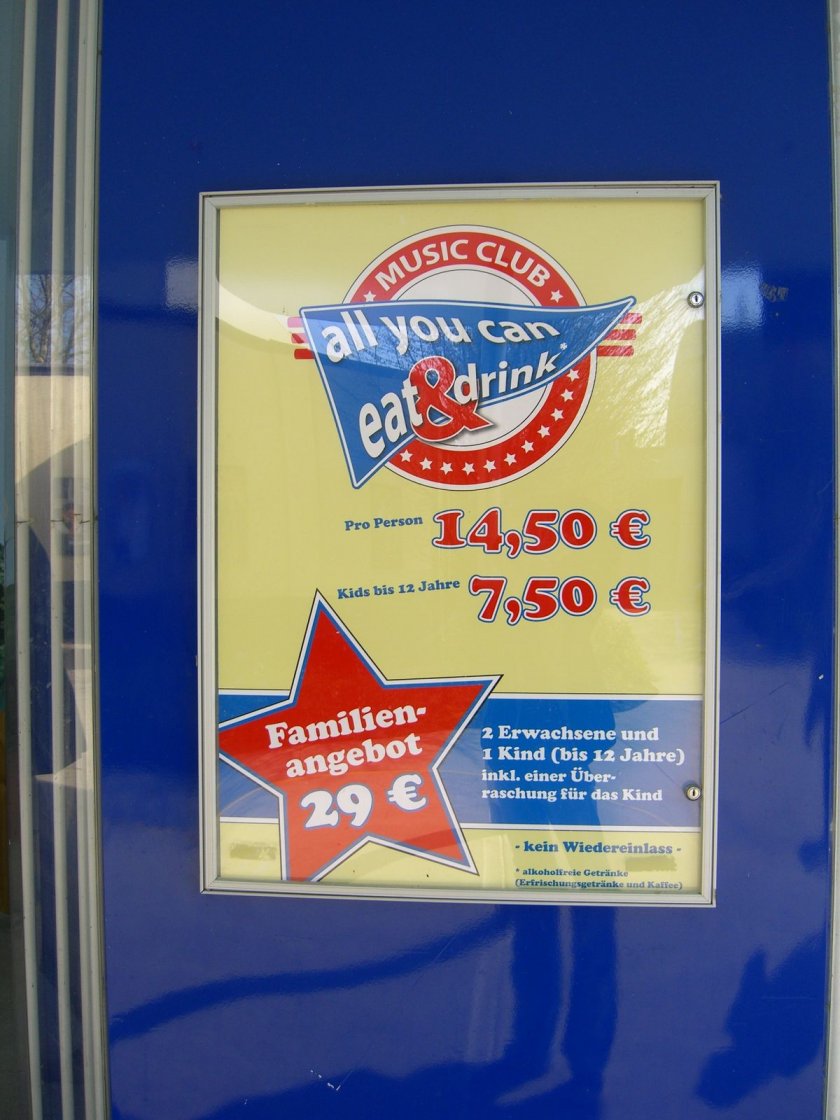 MUSIC CLUB
all you can
eat & drink*
Pro Person 14,50 €
Kids bis 12 Jahre 7,50 €
Familien-
angebot
29 €
2 Erwachsene und
1 Kind (bis 12 Jahre)
inkl. einer Über-
raschung für das Kind
- kein Wiedereinlass -
* alkoholfreie Getränke
(Erfrischungsgetränke und Kaffee)